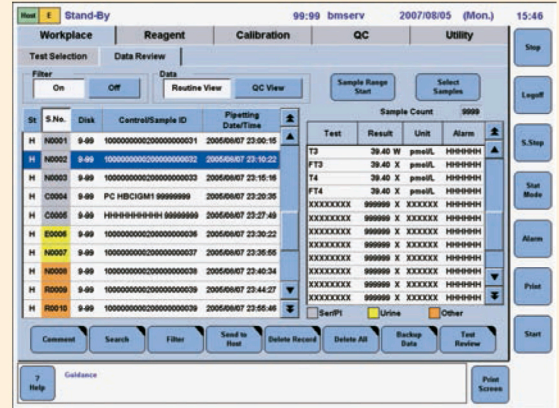 Host E Stand-By 99:99 bmserv 2007/08/05 (Mon.) 15:46
Workplace Reagent Calibration QC Utility
Test Selection Data Review
Filter
On Off
Data
Routine View QC View
Sample Range Start
Select Samples
Sample Count 9999
St S.No. Disk Control/Sample ID Pipetting Date/Time
H N0001 9-99 10000000000200000000031 2005/06/07 23:00:15
H N0002 9-99 10000000000200000000032 2005/06/07 23:10:22
H N0003 9-99 10000000000200000000033 2005/06/07 23:15:16
H C0004 9-99 PC HBCIGM1 99999999 2005/06/07 23:20:35
H C0005 9-99 HHHHHHHHHH 99999999 2005/06/07 23:27:49
H E0006 9-99 10000000000200000000036 2005/06/07 23:30:22
H N0007 9-99 10000000000200000000037 2005/06/07 23:35:55
H N0008 9-99 10000000000200000000038 2005/06/07 23:40:34
H R0009 9-99 10000000000200000000039 2005/06/07 23:44:27
H R0010 9-99 10000000000200000000039 2005/06/07 23:55:46
Test Result Unit Alarm
T3 39.40 W pmol/L HHHHHH
FT3 39.40 X pmol/L HHHHHH
T4 39.40 X pmol/L HHHHHH
FT4 39.40 X pmol/L HHHHHH
XXXXXXXX 999999 X XXXXXX HHHHHH
XXXXXXXX 999999 X XXXXXX HHHHHH
XXXXXXXX 999999 X XXXXXX HHHHHH
XXXXXXXX 999999 X XXXXXX HHHHHH
XXXXXXXX 999999 X XXXXXX HHHHHH
XXXXXXXX 999999 X XXXXXX HHHHHH
XXXXXXXX 999999 X XXXXXX HHHHHH
Ser/Pl Urine Other
Comment Search Filter Send to Host Delete Record Delete All Backup Data Test Review
? Help
Guidance
Print Screen
Stop
Logoff
S.Stop
Stat Mode
Alarm
Print
Start